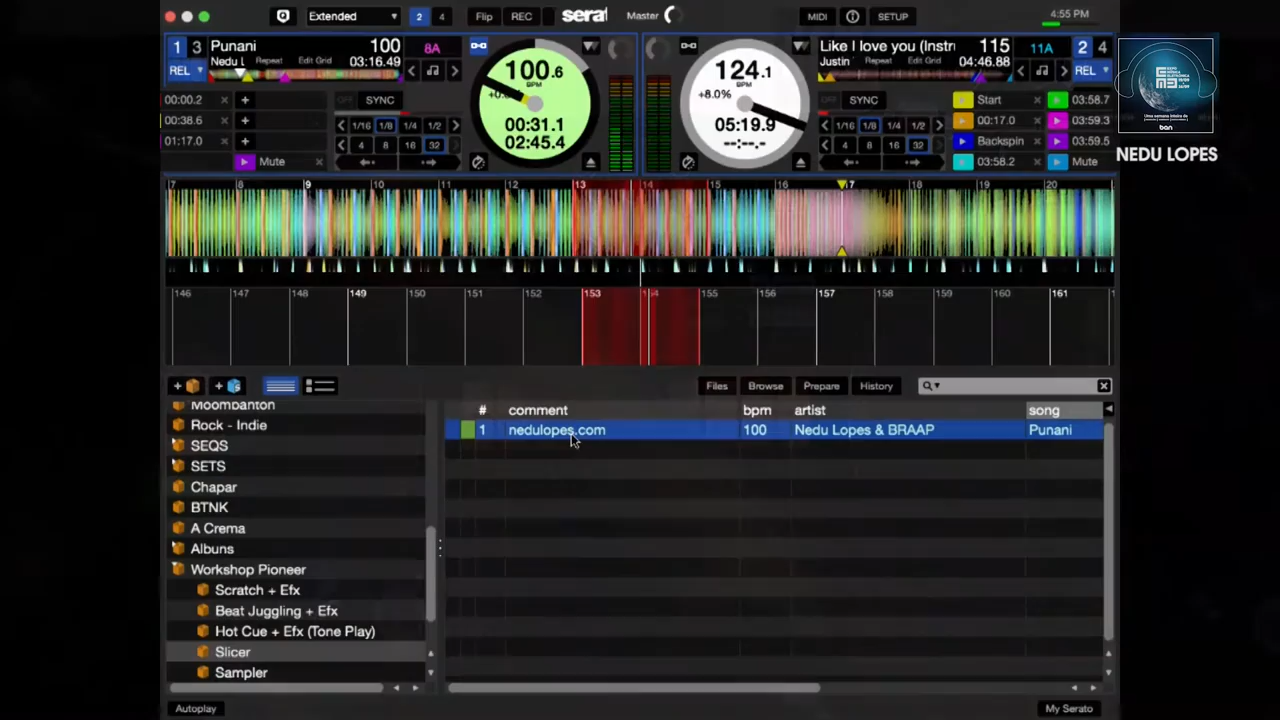 Extended
2
4
Flip
REC
serat
Master
MIDI
SETUP
4:55 PM
1
3
Punani
100
8A
Nedu L
Repeat
Edit Grid
03:16.49
REL
00:00.2
00:38.6
01:17.0
Mute
SYNC
1/16 1/8 1/4 1/2
4 8 16 32
100.6
BPM
00:31.1
02:45.4
124.1
BPM
+8.0%
05:19.9
--:--.-
Like I love you (Instr
115
11A
Justin
Repeat
Edit Grid
04:46.88
2
4
REL
SYNC
1/16 1/8 1/4 1/2
4 8 16 32
Start
00:17.0
Backspin
03:58.2
03:58.7
03:59.3
03:59.5
Mute
ban
NEDU LOPES
7 8 9 10 11 12 13 14 15 16 17 18 19 20
146 147 148 149 150 151 152 153 154 155 156 157 158 159 160 161
Files
Browse
Prepare
History
Moombahton
Rock - Indie
SEQS
SETS
Chapar
BTNK
A Crema
Albuns
Workshop Pioneer
Scratch + Efx
Beat Juggling + Efx
Hot Cue + Efx (Tone Play)
Slicer
Sampler
# comment bpm artist song
1 nedulopes.com 100 Nedu Lopes & BRAAP Punani
Autoplay
My Serato